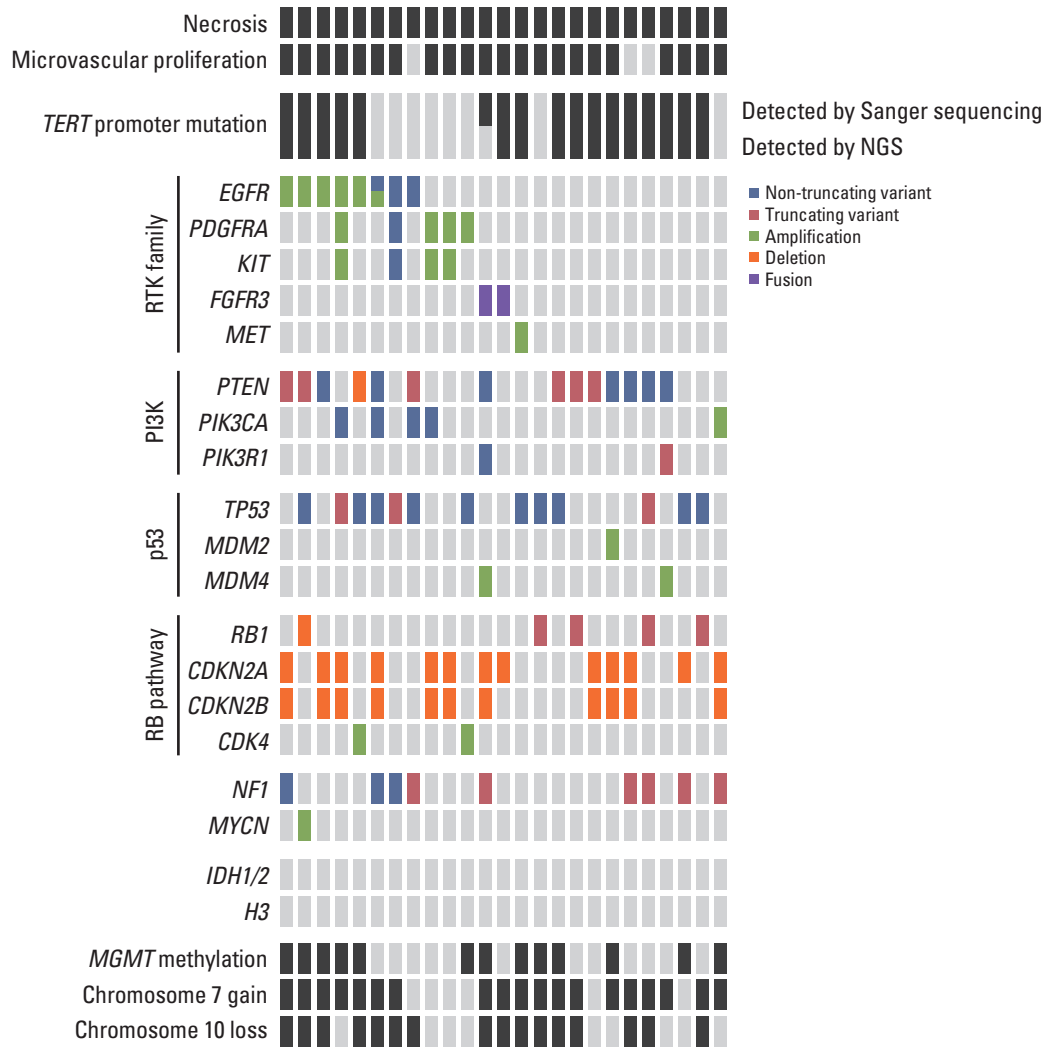 Necrosis
Microvascular proliferation
TERT promoter mutation
Detected by Sanger sequencing
Detected by NGS
Non-truncating variant
Truncating variant
Amplification
Deletion
Fusion
RTK family
EGFR
PDGFRA
KIT
FGFR3
MET
PI3K
PTEN
PIK3CA
PIK3R1
p53
TP53
MDM2
MDM4
RB pathway
RB1
CDKN2A
CDKN2B
CDK4
NF1
MYCN
IDH1/2
H3
MGMT methylation
Chromosome 7 gain
Chromosome 10 loss